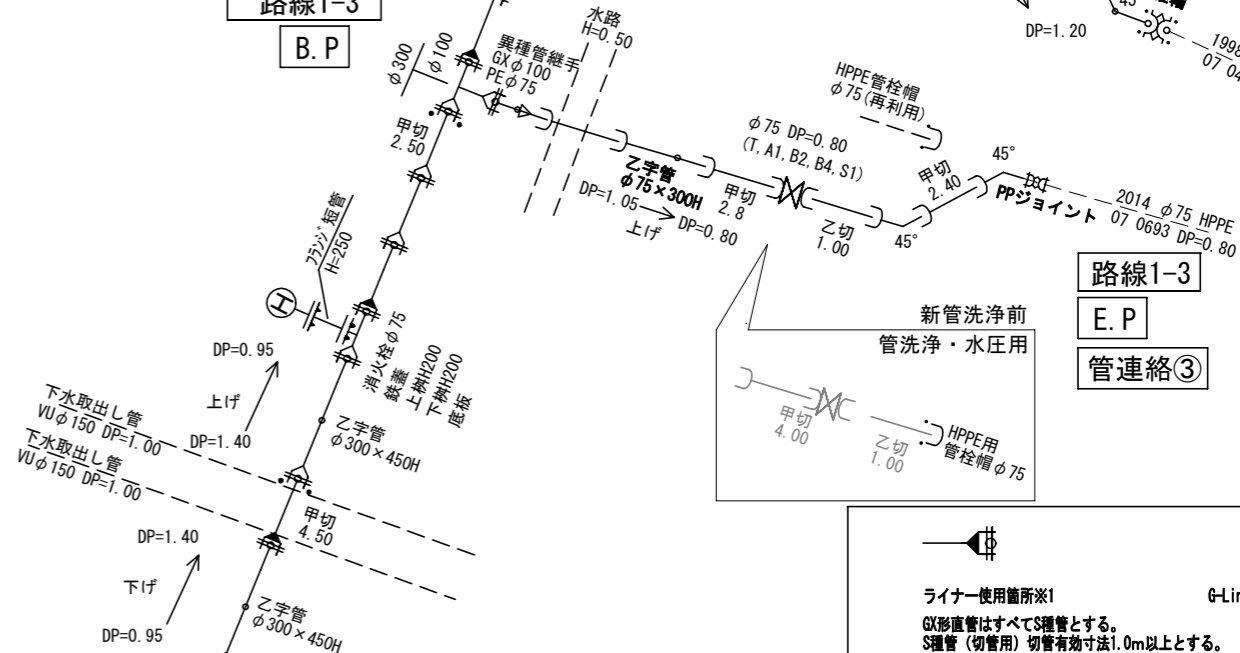 路線1-3
B.P
φ300
φ100
異種管継手
GXφ100
PEφ75
水路
H=0.50
DP=1.20
45°
1998
07 04
HPPE管栓帽
φ75(再利用)
φ75 DP=0.80
(T,A1,B2,B4,S1)
甲切
2.50
乙字管
φ75×300H
DP=1.05
上げ
DP=0.80
甲切
2.8
乙切
1.00
45°
甲切
2.40
45°
PPジョイント
2014 φ75 HPPE
07 0693 DP=0.80
路線1-3
E.P
管連絡③
フランジ短管
H=250
H
消火栓φ75
鉄蓋
上桝H200
下桝H200
底板
DP=0.95
上げ
DP=1.40
乙字管
φ300×450H
下水取出し管
VUφ150 DP=1.00
下水取出し管
VUφ150 DP=1.00
甲切
4.50
DP=1.40
下げ
DP=0.95
乙字管
φ300×450H
新管洗浄前
管洗浄・水圧用
甲切
4.00
乙切
1.00
HPPE用
管栓帽φ75
ライナー使用箇所※1
G-Lin
GX形直管はすべてS種管とする。
S種管（切管用）切管有効寸法1.0m以上とする。